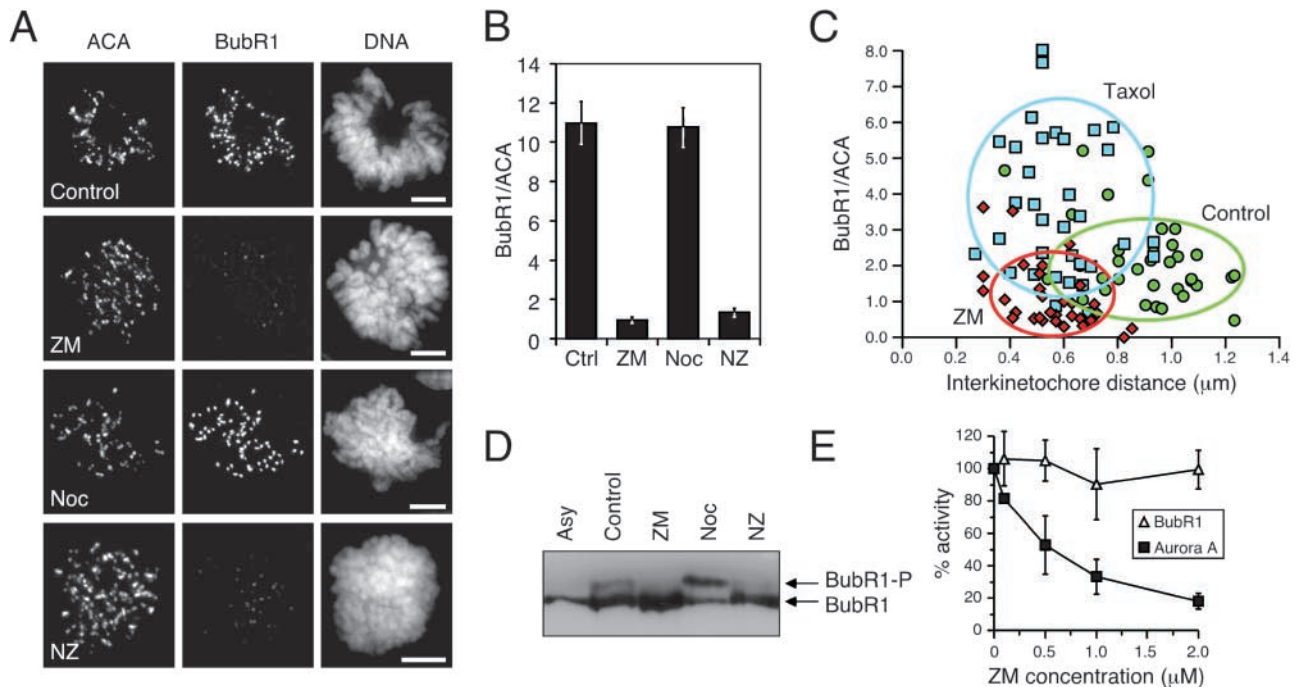 A
ACA BubR1 DNA
Control
ZM
Noc
NZ
B
BubR1/ACA
14
12
10
8
6
4
2
0
Ctrl ZM Noc NZ
C
BubR1/ACA
8.0
7.0
6.0
5.0
4.0
3.0
2.0
1.0
0.0
Taxol
Control
ZM
0.0 0.2 0.4 0.6 0.8 1.0 1.2 1.4
Interkinetochore distance (μm)
D
Asy Control ZM Noc NZ
BubR1-P
BubR1
E
% activity
120
100
80
60
40
20
0
BubR1
Aurora A
0 0.5 1.0 1.5 2.0
ZM concentration (μM)